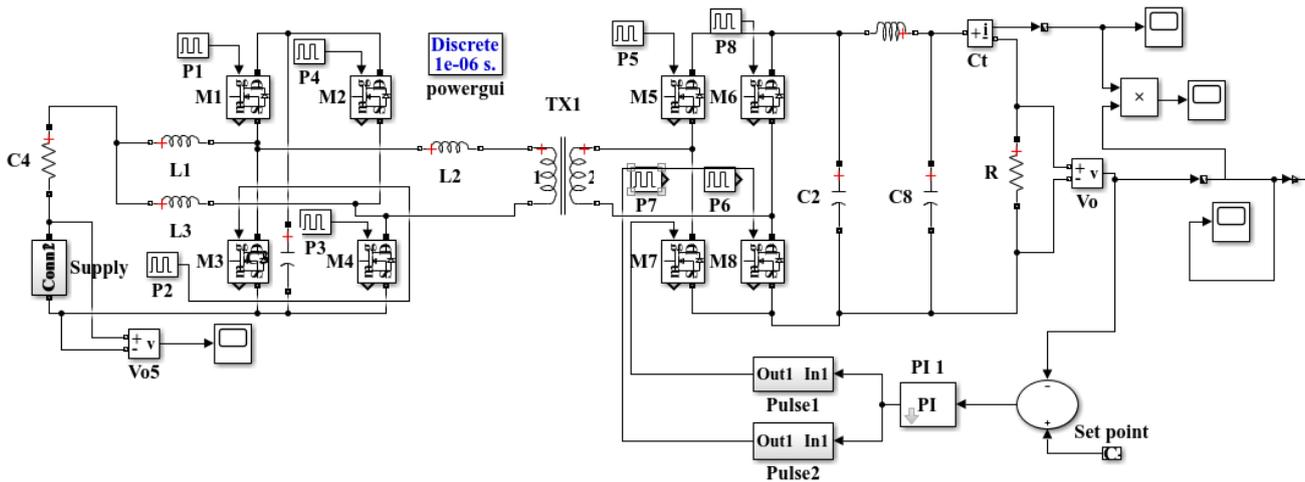 P1
P4
Discrete
1e-06 s.
powergui
P5
P8
i
Ct
M1
M2
TX1
M5
M6
×
C4
L1
L2
1
2
P7
P6
C2
C8
R
v
Vo
L3
Conn2
Supply
M3
P3
M4
M7
M8
P2
v
Vo5
Out1 In1
Pulse1
PI 1
PI
Out1 In1
Pulse2
Set point